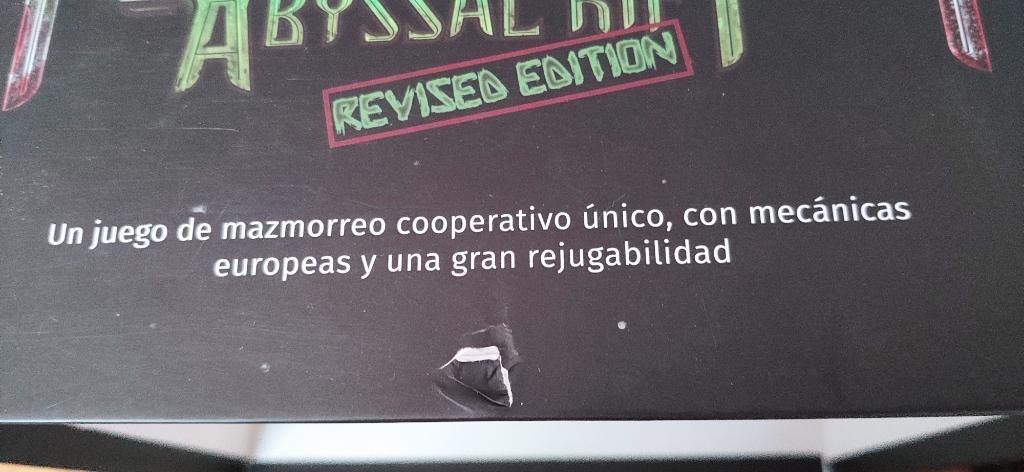 ABYSSAL RIFT
REVISED EDITION
Un juego de mazmorreo cooperativo único, con mecánicas
europeas y una gran rejugabilidad